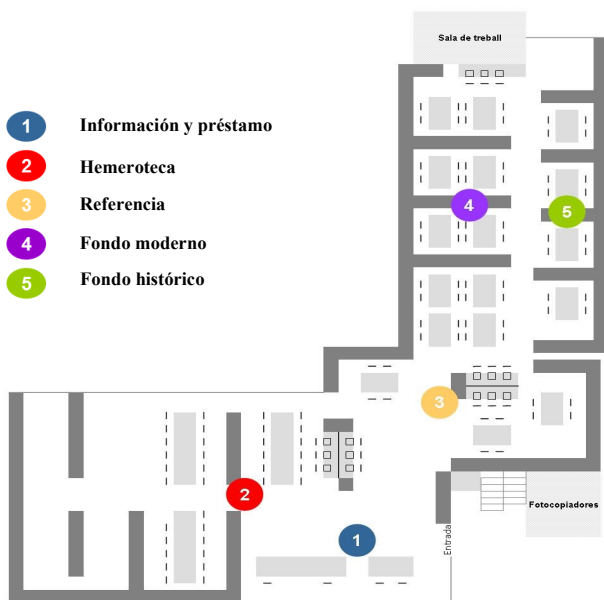 Sala de treball
1 Información y préstamo
2 Hemeroteca
3 Referencia
4 Fondo moderno
5 Fondo histórico
4
5
3
2
1
Entrada
Fotocopiadores